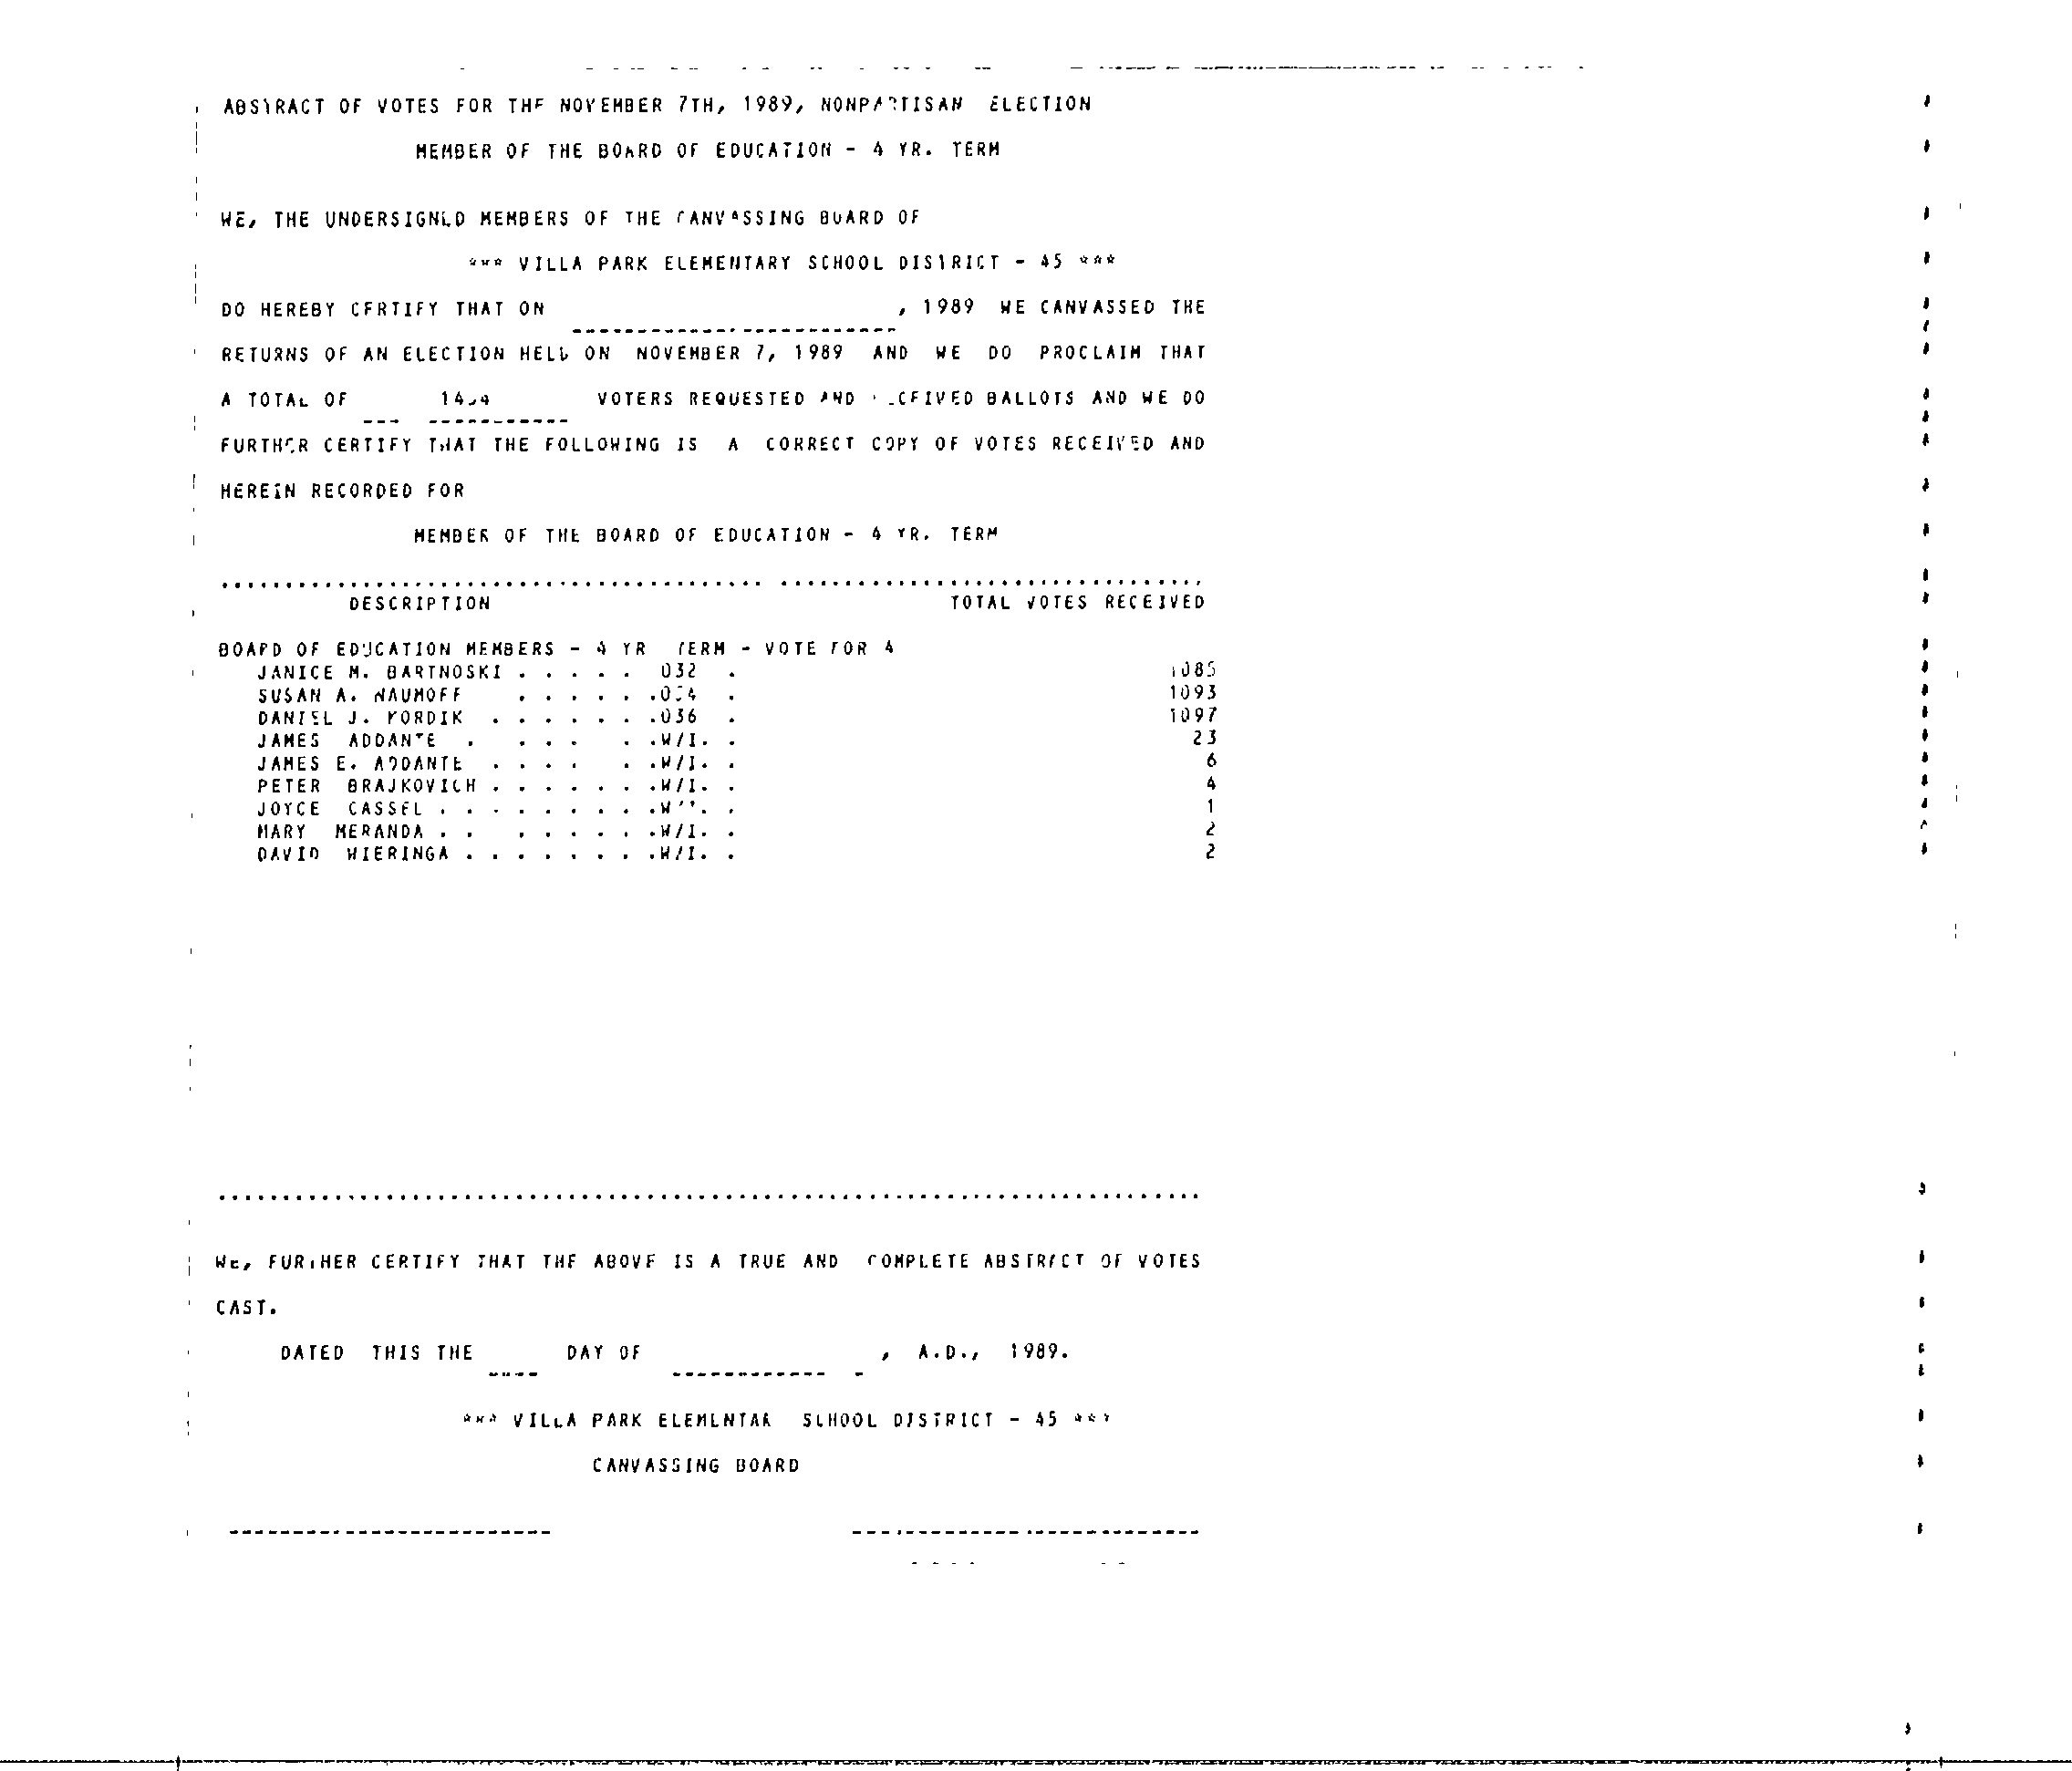 ABSTRACT OF VOTES FOR THE NOVEMBER 7TH, 1989, NONPARTISAN ELECTION
MEMBER OF THE BOARD OF EDUCATION - 4 YR. TERM
WE, THE UNDERSIGNED MEMBERS OF THE CANVASSING BOARD OF
*** VILLA PARK ELEMENTARY SCHOOL DISTRICT - 45 ***
DO HEREBY CERTIFY THAT ON , 1989 WE CANVASSED THE
RETURNS OF AN ELECTION HELD ON NOVEMBER 7, 1989 AND WE DO PROCLAIM THAT
A TOTAL OF VOTERS REQUESTED AND RECEIVED BALLOTS AND WE DO
FURTHER CERTIFY THAT THE FOLLOWING IS A CORRECT COPY OF VOTES RECEIVED AND
HEREIN RECORDED FOR
MEMBER OF THE BOARD OF EDUCATION - 4 YR. TERM
DESCRIPTION TOTAL VOTES RECEIVED
BOARD OF EDUCATION MEMBERS - 4 YR TERM - VOTE FOR 4
JANICE M. BARTNOSKI . . . . . 032 . 1085
SUSAN A. NAUMOFF . . . . . . . 1093
DANIEL J. KORDIK . . . . . . .036 . 1097
JAMES ADDANTE . . . . . .W/I. . 23
JAMES E. ADDANTE . . . . . .W/I. . 6
PETER BRAJKOVICH . . . . . . .W/I. . 4
JOYCE CASSEL . . . . . . . . .W/I. . 1
MARY MERANDA . . . . . . . .W/I. . 2
DAVID WIERINGA . . . . . . . .W/I. . 2
WE, FURTHER CERTIFY THAT THE ABOVE IS A TRUE AND COMPLETE ABSTRACT OF VOTES
CAST.
DATED THIS THE DAY OF , A.D., 1989.
*** VILLA PARK ELEMENTARY SCHOOL DISTRICT - 45 ***
CANVASSING BOARD